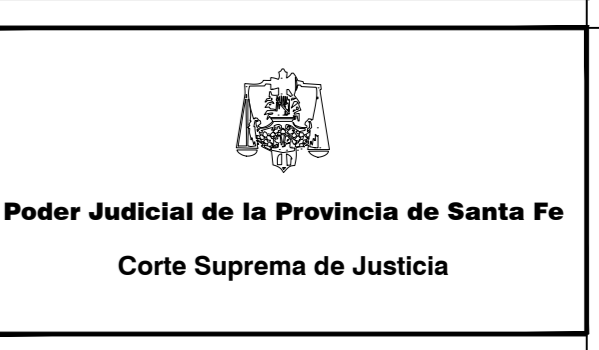 Poder Judicial de la Provincia de Santa Fe
Corte Suprema de Justicia